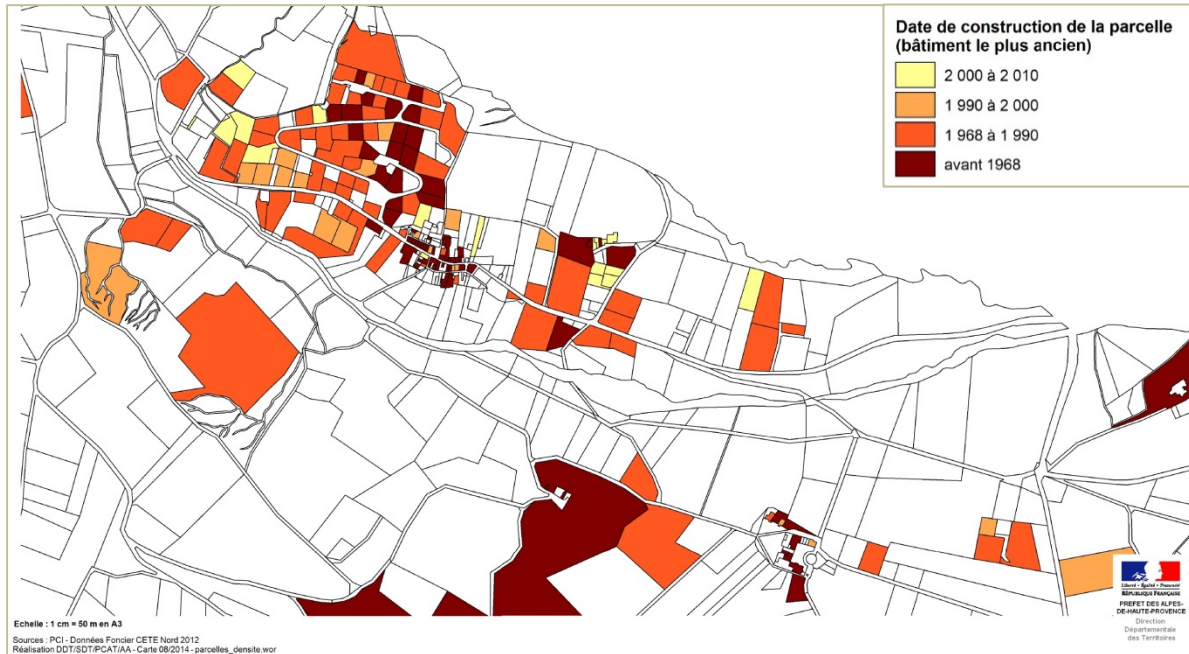 Date de construction de la parcelle
(bâtiment le plus ancien)
2 000 à 2 010
1 990 à 2 000
1 968 à 1 990
avant 1968
Liberté • Égalité • Fraternité
RÉPUBLIQUE FRANÇAISE
PREFET DES ALPES-
DE-HAUTE-PROVENCE
Direction
Départementale
des Territoires
Echelle : 1 cm = 50 m en A3
Sources : PCI - Données Foncier CETE Nord 2012
Réalisation DDT/SDT/PCAT/AA - Carte 08/2014 - parcelles_densite.wor